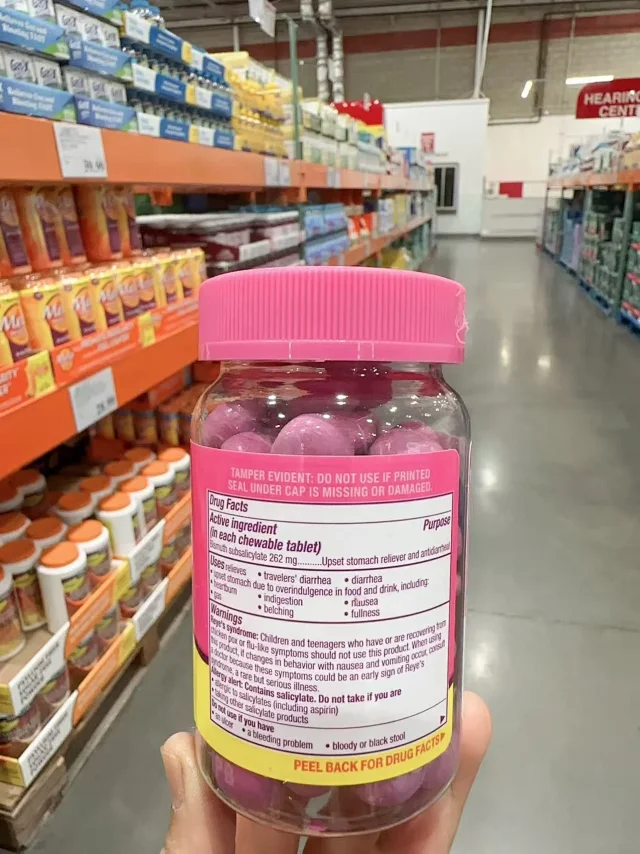 HEARING
CENT
39.99
TAMPER EVIDENT: DO NOT USE IF PRINTED
SEAL UNDER CAP IS MISSING OR DAMAGED.
Drug Facts
Active ingredient
(in each chewable tablet)
Purpose
Bismuth subsalicylate 262 mg..........Upset stomach reliever and antidiarrheal
Uses relieves • travelers' diarrhea • diarrhea
• upset stomach due to overindulgence in food and drink, including:
• heartburn • indigestion • nausea
• gas • belching • fullness
Warnings
Reye's syndrome: Children and teenagers who have or are recovering from
chicken pox or flu-like symptoms should not use this product. When using
this product, if changes in behavior with nausea and vomiting occur, consult
a doctor because these symptoms could be an early sign of Reye's
syndrome, a rare but serious illness.
Allergy alert: Contains salicylate. Do not take if you are
• allergic to salicylates (including aspirin)
• taking other salicylate products
Do not use if you have
• an ulcer • a bleeding problem • bloody or black stool
PEEL BACK FOR DRUG FACTS